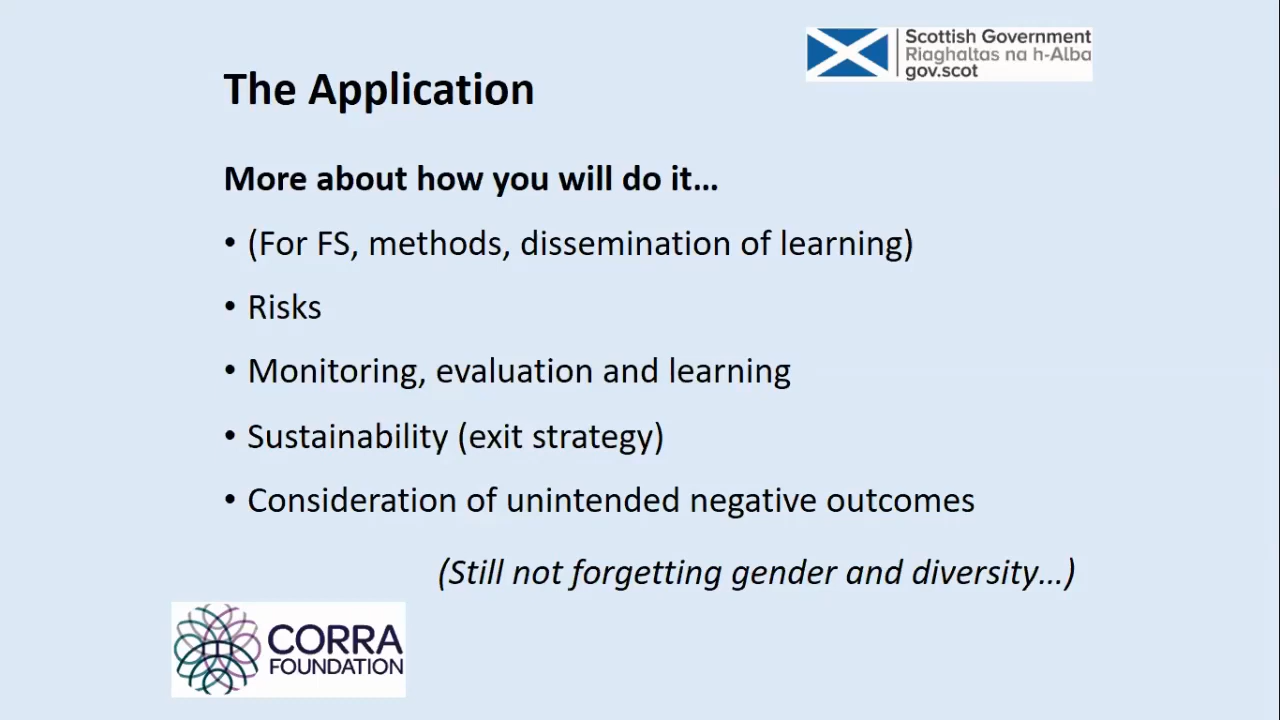 Scottish Government
Riaghaltas na h-Alba
gov.scot
The Application
More about how you will do it...
• (For FS, methods, dissemination of learning)
• Risks
• Monitoring, evaluation and learning
• Sustainability (exit strategy)
• Consideration of unintended negative outcomes
(Still not forgetting gender and diversity...)
CORRA
FOUNDATION